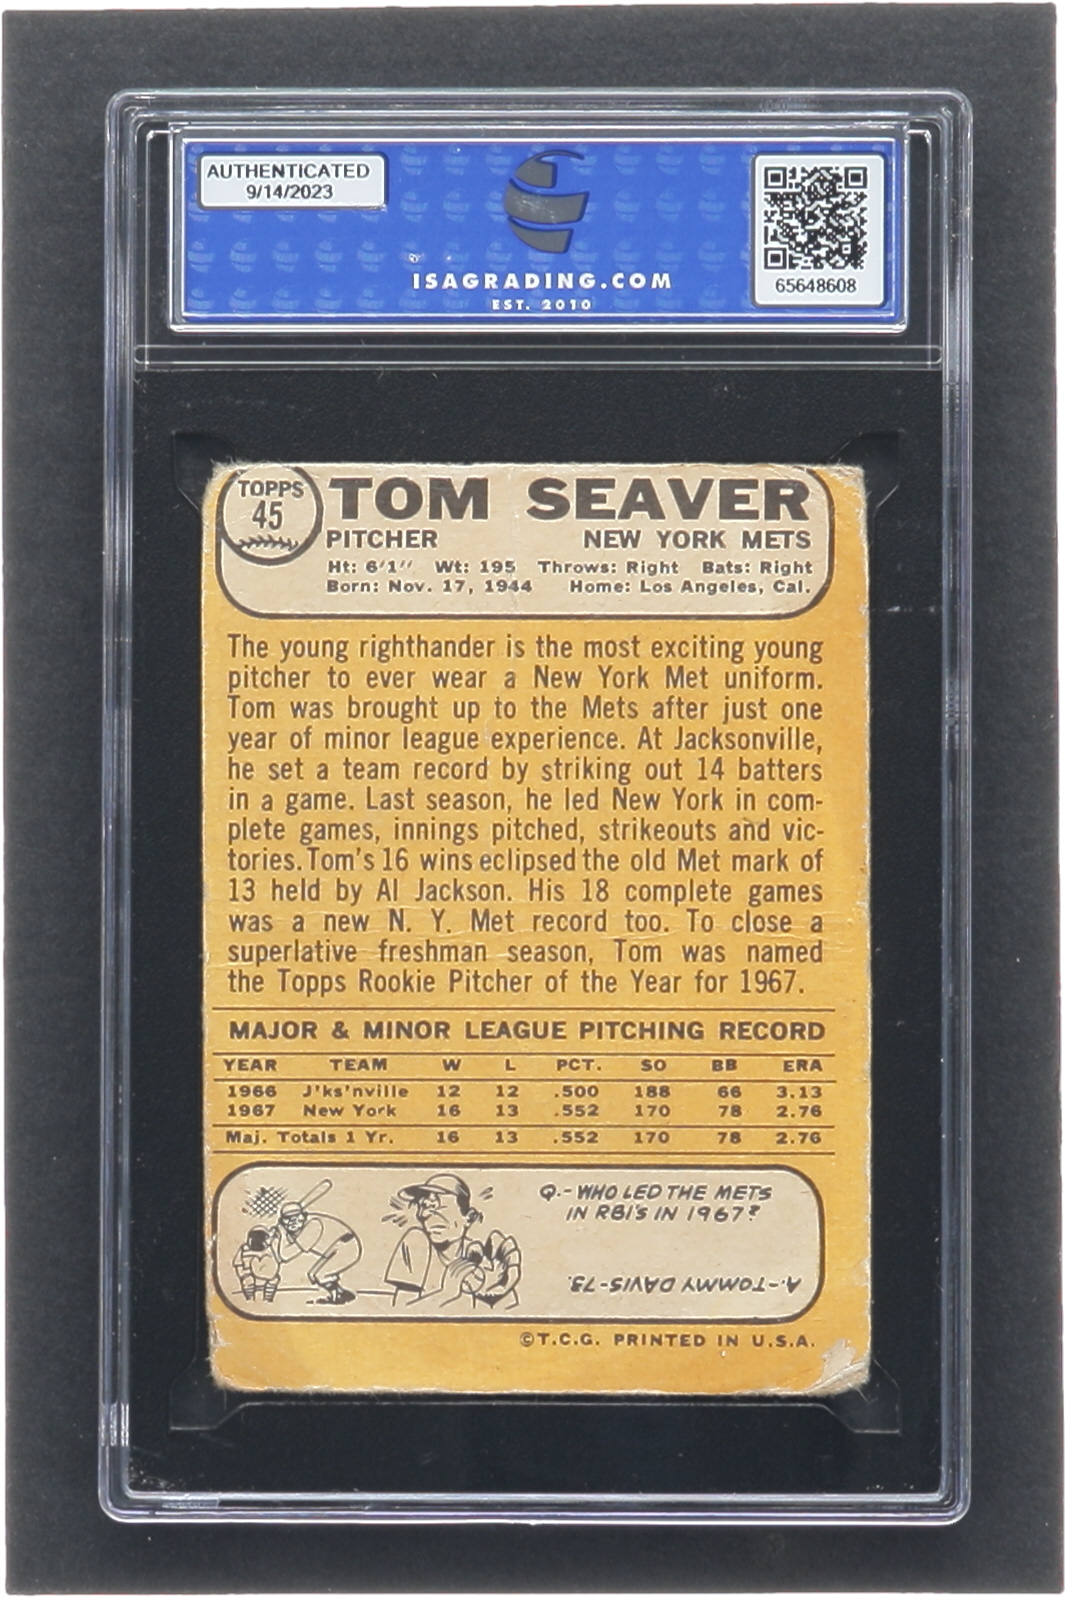 AUTHENTICATED
9/14/2023
ISAGRADING.COM
EST. 2010
65648608
TOPPS
45
TOM SEAVER
PITCHER NEW YORK METS
Ht: 6'1" Wt: 195 Throws: Right Bats: Right
Born: Nov. 17, 1944 Home: Los Angeles, Cal.
The young righthander is the most exciting young
pitcher to ever wear a New York Met uniform.
Tom was brought up to the Mets after just one
year of minor league experience. At Jacksonville,
he set a team record by striking out 14 batters
in a game. Last season, he led New York in com-
plete games, innings pitched, strikeouts and vic-
tories. Tom's 16 wins eclipsed the old Met mark of
13 held by Al Jackson. His 18 complete games
was a new N. Y. Met record too. To close a
superlative freshman season, Tom was named
the Topps Rookie Pitcher of the Year for 1967.
MAJOR & MINOR LEAGUE PITCHING RECORD
YEAR TEAM W L PCT. SO BB ERA
1966 J'ks'nville 12 12 .500 188 66 3.13
1967 New York 16 13 .552 170 78 2.76
Maj. Totals 1 Yr. 16 13 .552 170 78 2.76
Q.-WHO LED THE METS
IN RBI'S IN 1967?
A.-TOMMY DAVIS-73.
©T.C.G. PRINTED IN U.S.A.